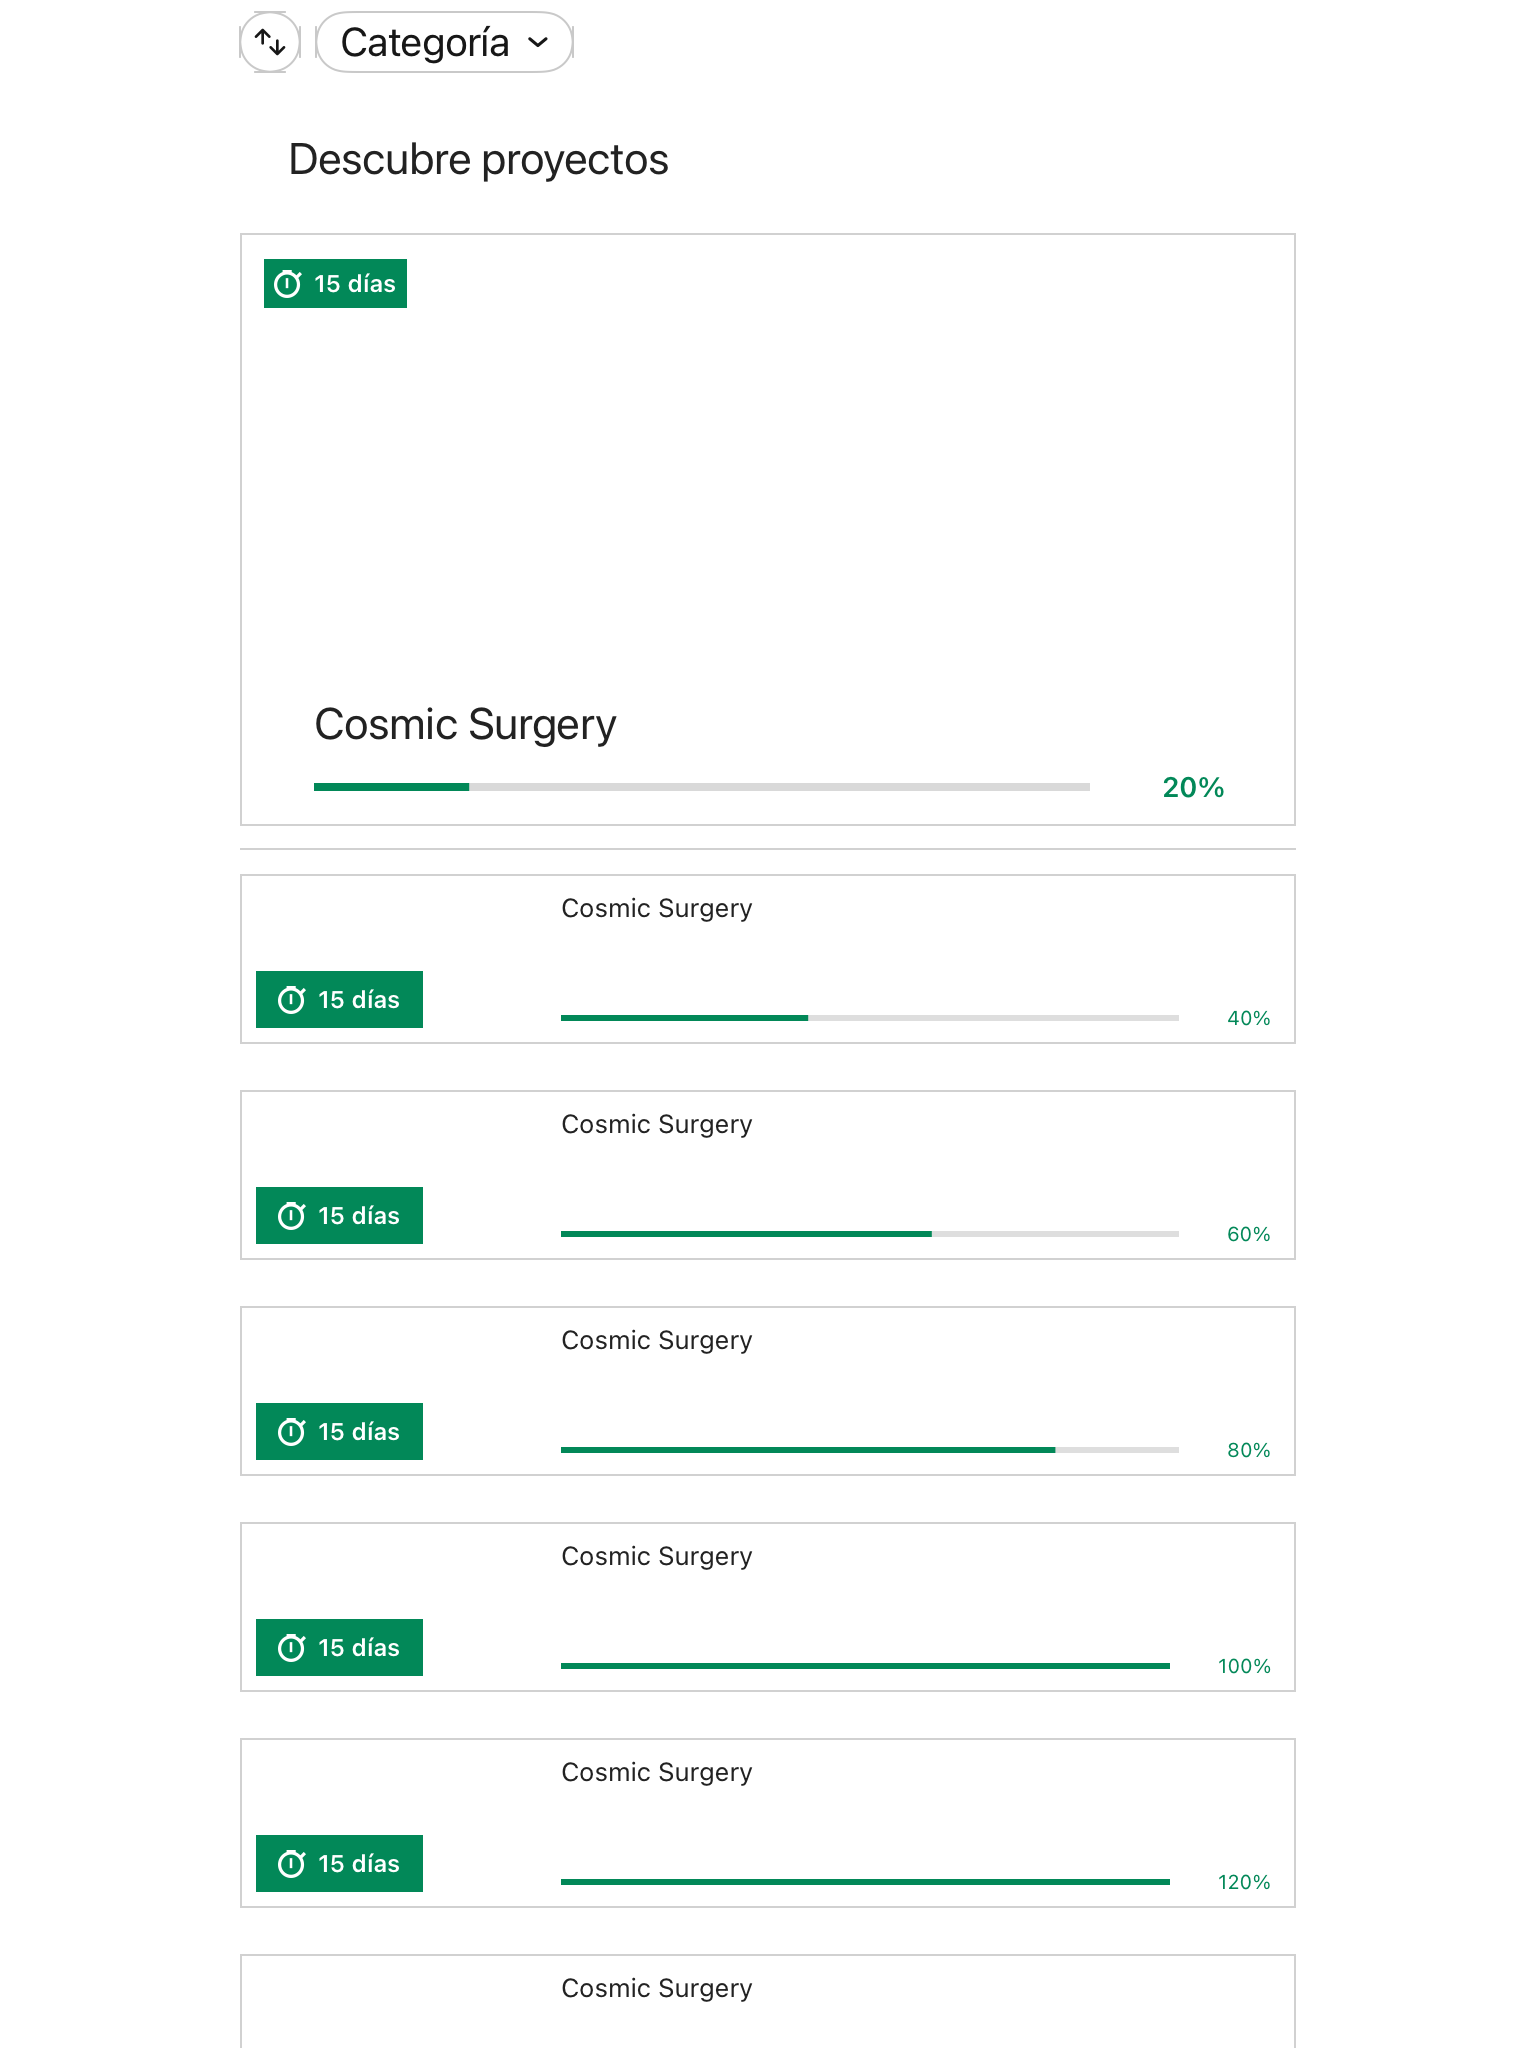 Categoría
Descubre proyectos
15 días
Cosmic Surgery
20%
Cosmic Surgery
15 días
40%
Cosmic Surgery
15 días
60%
Cosmic Surgery
15 días
80%
Cosmic Surgery
15 días
100%
Cosmic Surgery
15 días
120%
Cosmic Surgery